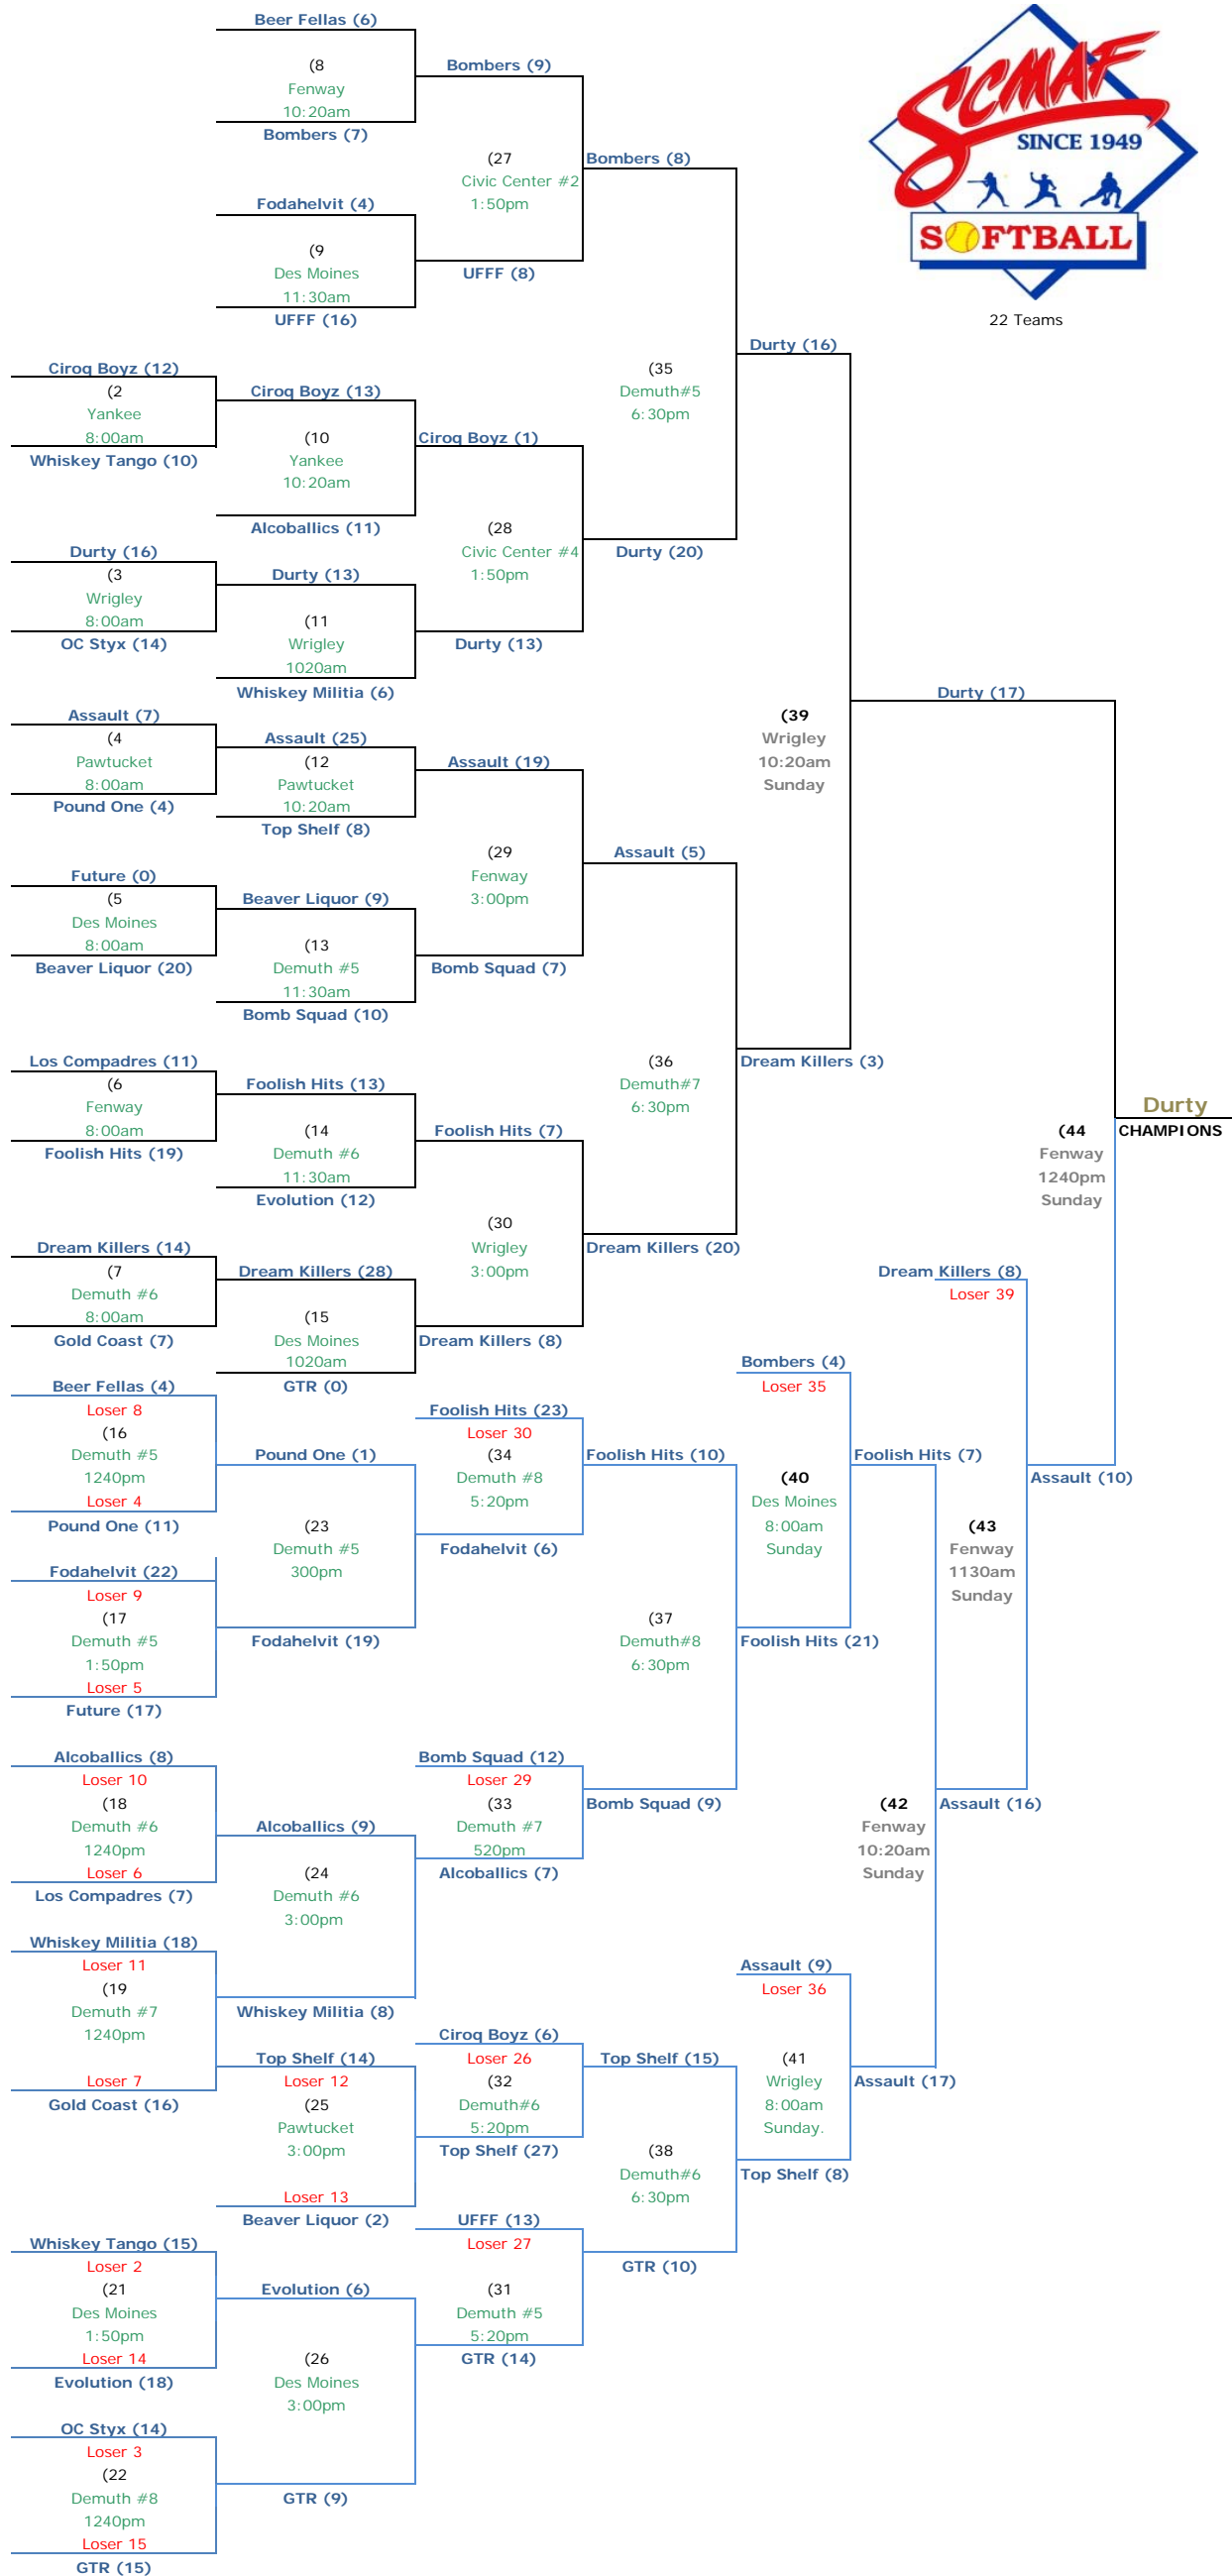 Beer Fellas (6)
(8
Fenway
10:20am
Bombers (7)
Bombers (9)
Fodahelvit (4)
(9
Des Moines
11:30am
UFFF (16)
(27
Civic Center #2
1:50pm
UFFF (8)
Bombers (8)
SCMAF
SINCE 1949
SOFTBALL
22 Teams
Ciroq Boyz (12)
(2
Yankee
8:00am
Whiskey Tango (10)
Ciroq Boyz (13)
(10
Yankee
10:20am
Alcoballics (11)
Ciroq Boyz (1)
Durty (16)
(3
Wrigley
8:00am
OC Styx (14)
Durty (13)
(11
Wrigley
1020am
Whiskey Militia (6)
(28
Civic Center #4
1:50pm
Durty (13)
Durty (20)
(35
Demuth#5
6:30pm
Durty (16)
Assault (7)
(4
Pawtucket
8:00am
Pound One (4)
Assault (25)
(12
Pawtucket
10:20am
Top Shelf (8)
Assault (19)
Future (0)
(5
Des Moines
8:00am
Beaver Liquor (20)
Beaver Liquor (9)
(13
Demuth #5
11:30am
Bomb Squad (10)
(29
Fenway
3:00pm
Bomb Squad (7)
Assault (5)
(39
Wrigley
10:20am
Sunday
Durty (17)
Los Compadres (11)
(6
Fenway
8:00am
Foolish Hits (19)
Foolish Hits (13)
(14
Demuth #6
11:30am
Evolution (12)
Foolish Hits (7)
Dream Killers (14)
(7
Demuth #6
8:00am
Gold Coast (7)
Dream Killers (28)
(15
Des Moines
1020am
GTR (0)
(30
Wrigley
3:00pm
Dream Killers (8)
Dream Killers (20)
(36
Demuth#7
6:30pm
Dream Killers (3)
(44
Fenway
1240pm
Sunday
Durty
CHAMPIONS
Dream Killers (8)
Loser 39
Beer Fellas (4)
Loser 8
(16
Demuth #5
1240pm
Loser 4
Pound One (11)
Pound One (1)
Fodahelvit (22)
Loser 9
(17
Demuth #5
1:50pm
Loser 5
Future (17)
(23
Demuth #5
300pm
Fodahelvit (19)
Foolish Hits (23)
Loser 30
(34
Demuth #8
5:20pm
Fodahelvit (6)
Foolish Hits (10)
Bombers (4)
Loser 35
(40
Des Moines
8:00am
Sunday
Foolish Hits (7)
(37
Demuth#8
6:30pm
Foolish Hits (21)
(43
Fenway
1130am
Sunday
Assault (10)
Alcoballics (8)
Loser 10
(18
Demuth #6
1240pm
Loser 6
Los Compadres (7)
Alcoballics (9)
(24
Demuth #6
3:00pm
Bomb Squad (12)
Loser 29
(33
Demuth #7
520pm
Alcoballics (7)
Bomb Squad (9)
(42
Fenway
10:20am
Sunday
Assault (16)
Whiskey Militia (18)
Loser 11
(19
Demuth #7
1240pm
Loser 7
Gold Coast (16)
Whiskey Militia (8)
Top Shelf (14)
Loser 12
(25
Pawtucket
3:00pm
Loser 13
Beaver Liquor (2)
Ciroq Boyz (6)
Loser 26
(32
Demuth#6
5:20pm
Top Shelf (27)
Top Shelf (15)
Assault (9)
Loser 36
(41
Wrigley
8:00am
Sunday.
Assault (17)
(38
Demuth#6
6:30pm
Top Shelf (8)
Whiskey Tango (15)
Loser 2
(21
Des Moines
1:50pm
Loser 14
Evolution (18)
Evolution (6)
UFFF (13)
Loser 27
(31
Demuth #5
5:20pm
GTR (14)
GTR (10)
(26
Des Moines
3:00pm
OC Styx (14)
Loser 3
(22
Demuth #8
1240pm
Loser 15
GTR (15)
GTR (9)